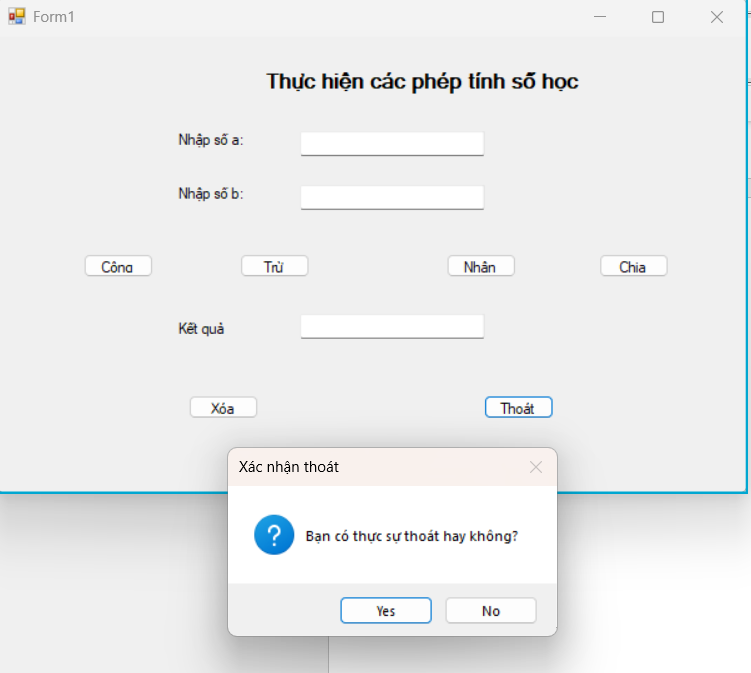 Form1
Thực hiện các phép tính số học
Nhập số a:
Nhập số b:
Cộng
Trừ
Nhân
Chia
Kết quả
Xóa
Thoát
Xác nhận thoát
Bạn có thực sự thoát hay không?
Yes
No